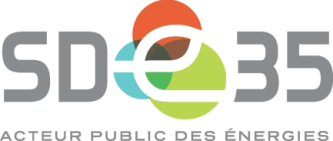 SDe35
ACTEUR PUBLIC DES ÉNERGIES